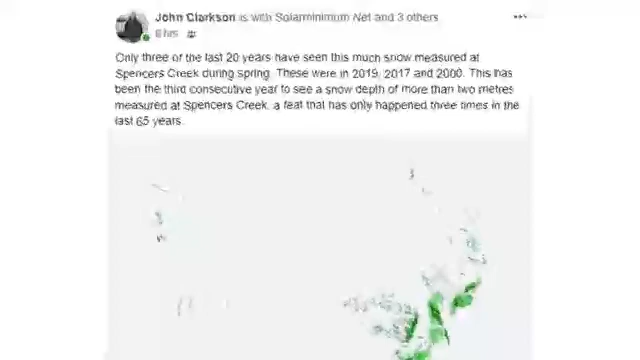 John Clarkson is with Solarminimum Net and 3 others
6 hrs
Only three of the last 20 years have seen this much snow measured at
Spencers Creek during spring. These were in 2019, 2017 and 2000. This has
been the third consecutive year to see a snow depth of more than two metres
measured at Spencers Creek, a feat that has only happened three times in the
last 65 years.